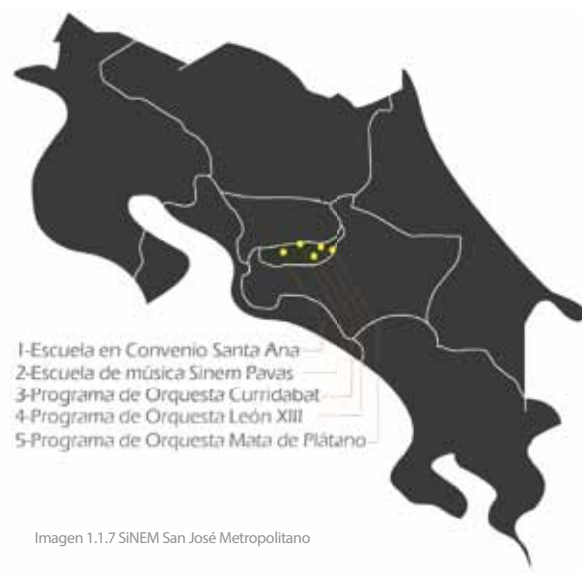 1-Escuela en Convenio Santa Ana
2-Escuela de música Sinem Pavas
3-Programa de Orquesta Curridabat
4-Programa de Orquesta León XIII
5-Programa de Orquesta Mata de Plátano
Imagen 1.1.7 SiNEM San José Metropolitano